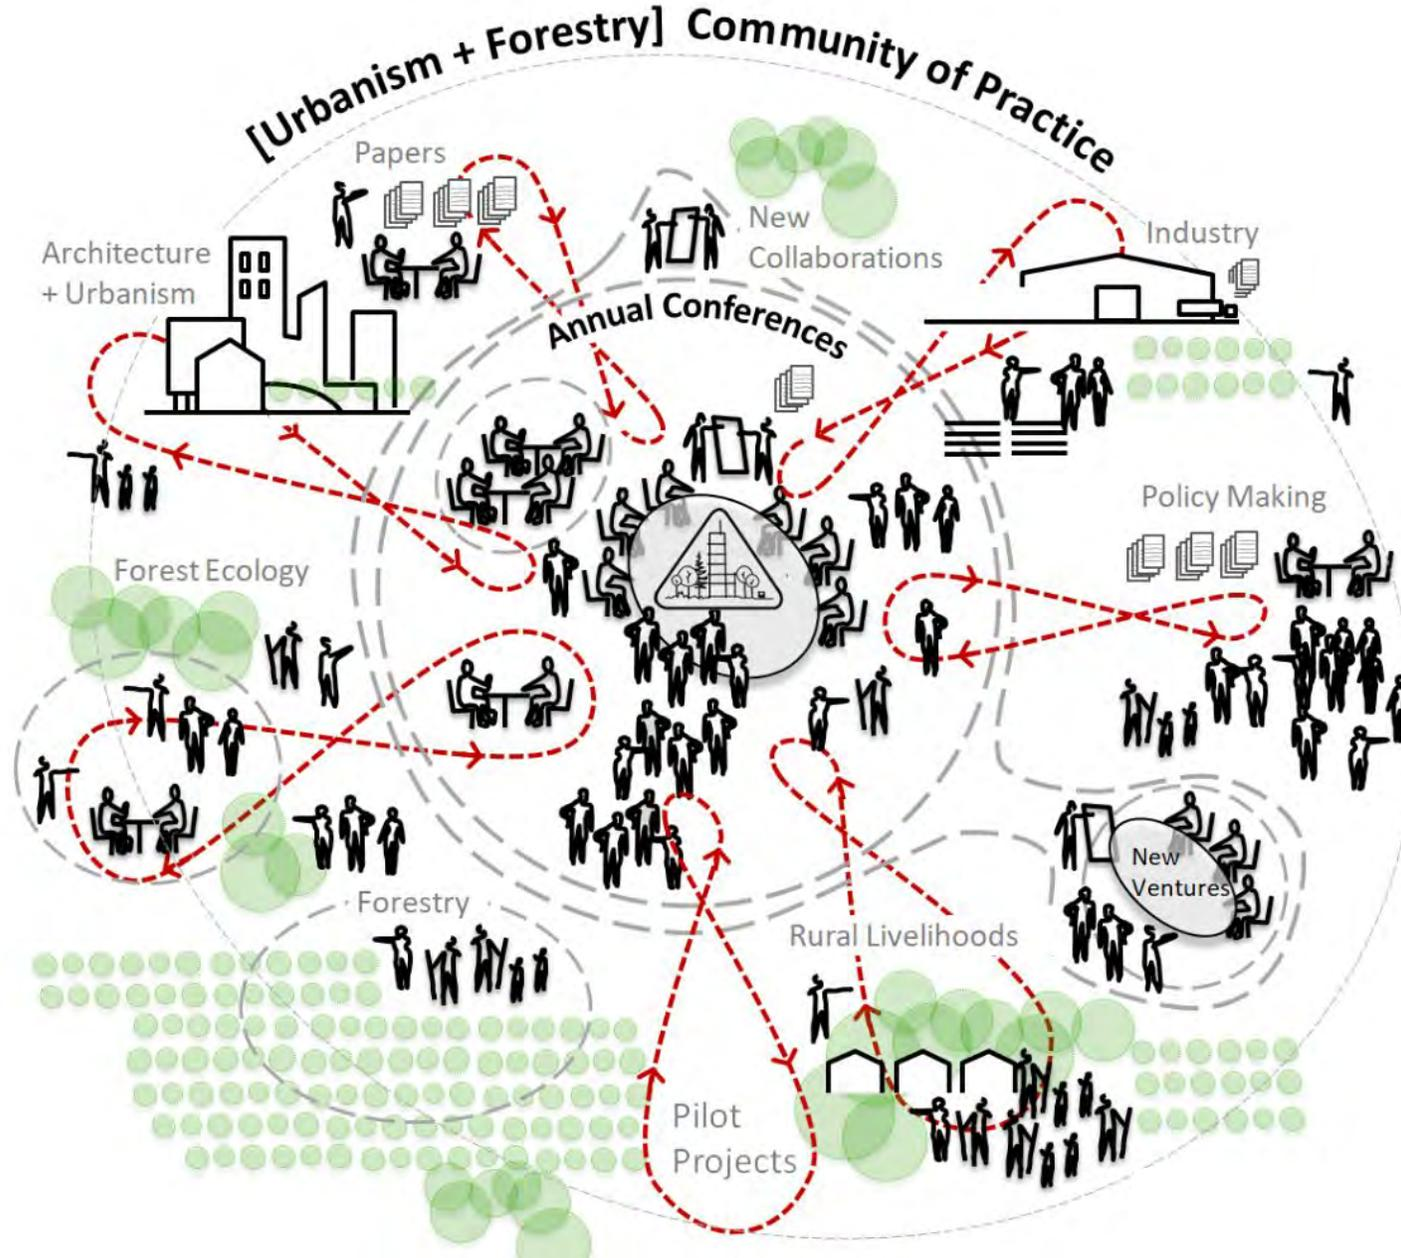 [Urbanism + Forestry] Community of Practice
Papers
New
Collaborations
Industry
Architecture
+ Urbanism
Annual Conferences
Policy Making
Forest Ecology
New
Ventures
Forestry
Rural Livelihoods
Pilot
Projects